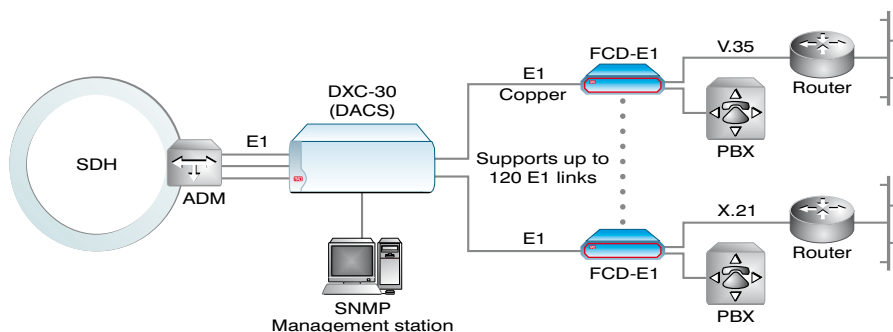 SDH
ADM
E1
DXC-30
(DACS)
SNMP
Management station
E1
Copper
Supports up to
120 E1 links
E1
FCD-E1
V.35
Router
PBX
FCD-E1
X.21
Router
PBX